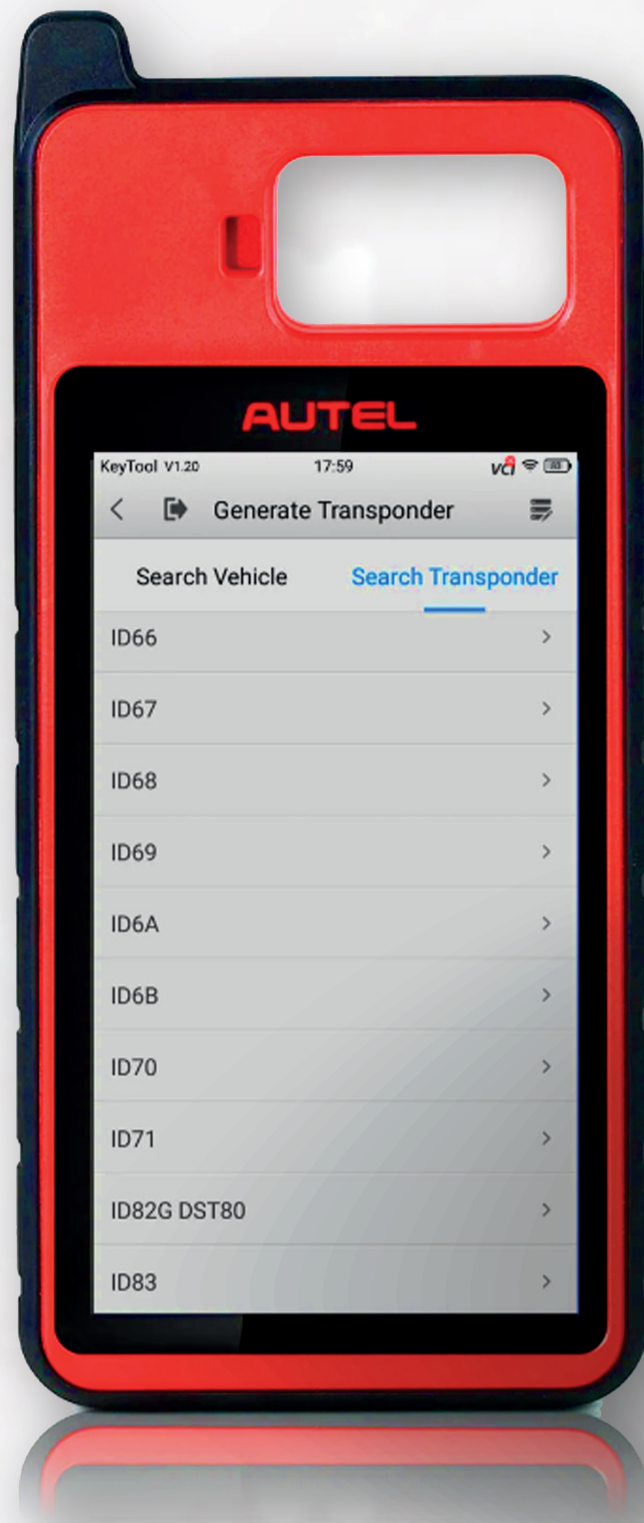 AUTEL
KeyTool V1.20 17:59 VCI
Generate Transponder
Search Vehicle Search Transponder
ID66
ID67
ID68
ID69
ID6A
ID6B
ID70
ID71
ID82G DST80
ID83